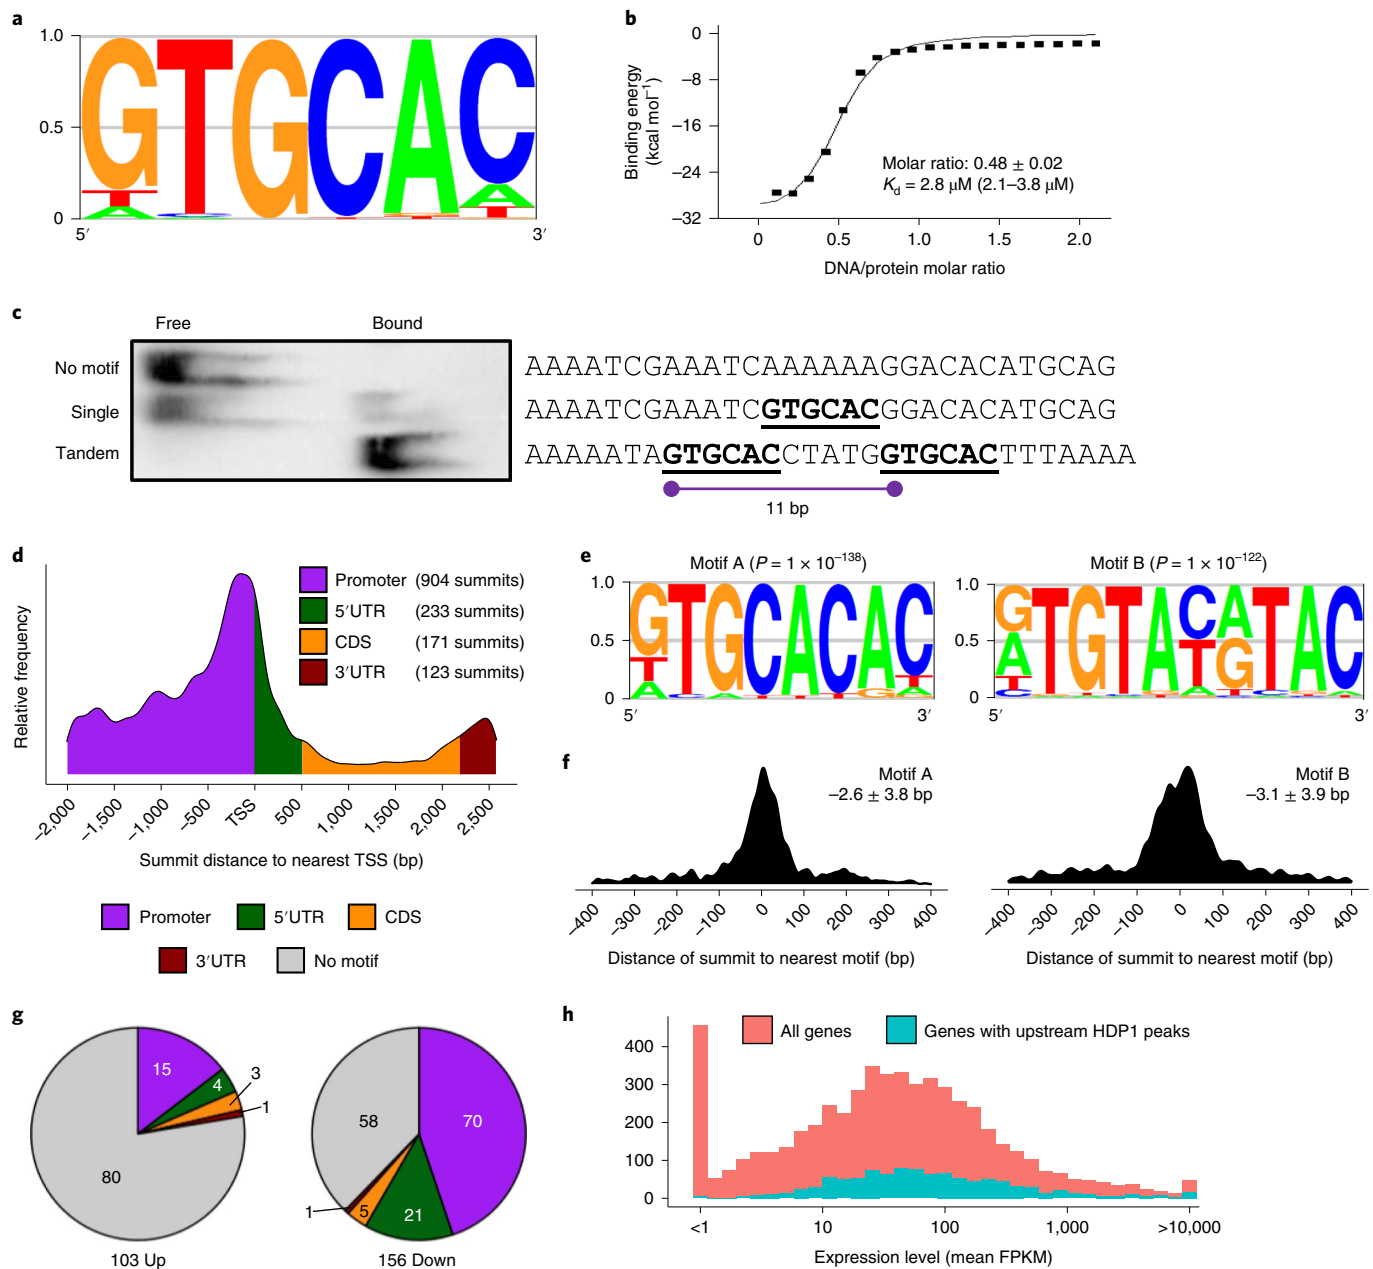 a
1.0
0.5
0
GTGCAC
5′
3′
b
0
−8
−16
−24
−32
Binding energy
(kcal mol⁻¹)
Molar ratio: 0.48 ± 0.02
Kd = 2.8 μM (2.1–3.8 μM)
0
0.5
1.0
1.5
2.0
DNA/protein molar ratio
c
Free
Bound
No motif
Single
Tandem
AAAATCGAAATCAAAAAAGGACACATGCAG
AAAATCGAAATCGTGCACGGACACATGCAG
AAAAATAGTGCACCTATGGTGCACTTTAAAA
11 bp
d
Relative frequency
Promoter (904 summits)
5′UTR (233 summits)
CDS (171 summits)
3′UTR (123 summits)
−2,000
−1,500
−1,000
−500
TSS
500
1,000
1,500
2,000
2,500
Summit distance to nearest TSS (bp)
Promoter
5′UTR
CDS
3′UTR
No motif
e
Motif A (P = 1 × 10⁻¹³⁸)
1.0
0.5
0
GTGCACAC
5′
3′
Motif B (P = 1 × 10⁻¹²²)
1.0
0.5
0
GTGTACATAC
5′
3′
f
Motif A
−2.6 ± 3.8 bp
−400
−300
−200
−100
0
100
200
300
400
Distance of summit to nearest motif (bp)
Motif B
−3.1 ± 3.9 bp
−400
−300
−200
−100
0
100
200
300
400
Distance of summit to nearest motif (bp)
g
15
4
3
1
80
103 Up
70
21
5
1
58
156 Down
h
All genes
Genes with upstream HDP1 peaks
400
300
200
100
0
<1
10
100
1,000
>10,000
Expression level (mean FPKM)